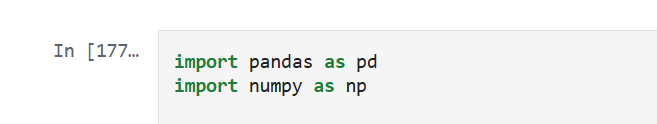 In [177…
import pandas as pd
import numpy as np